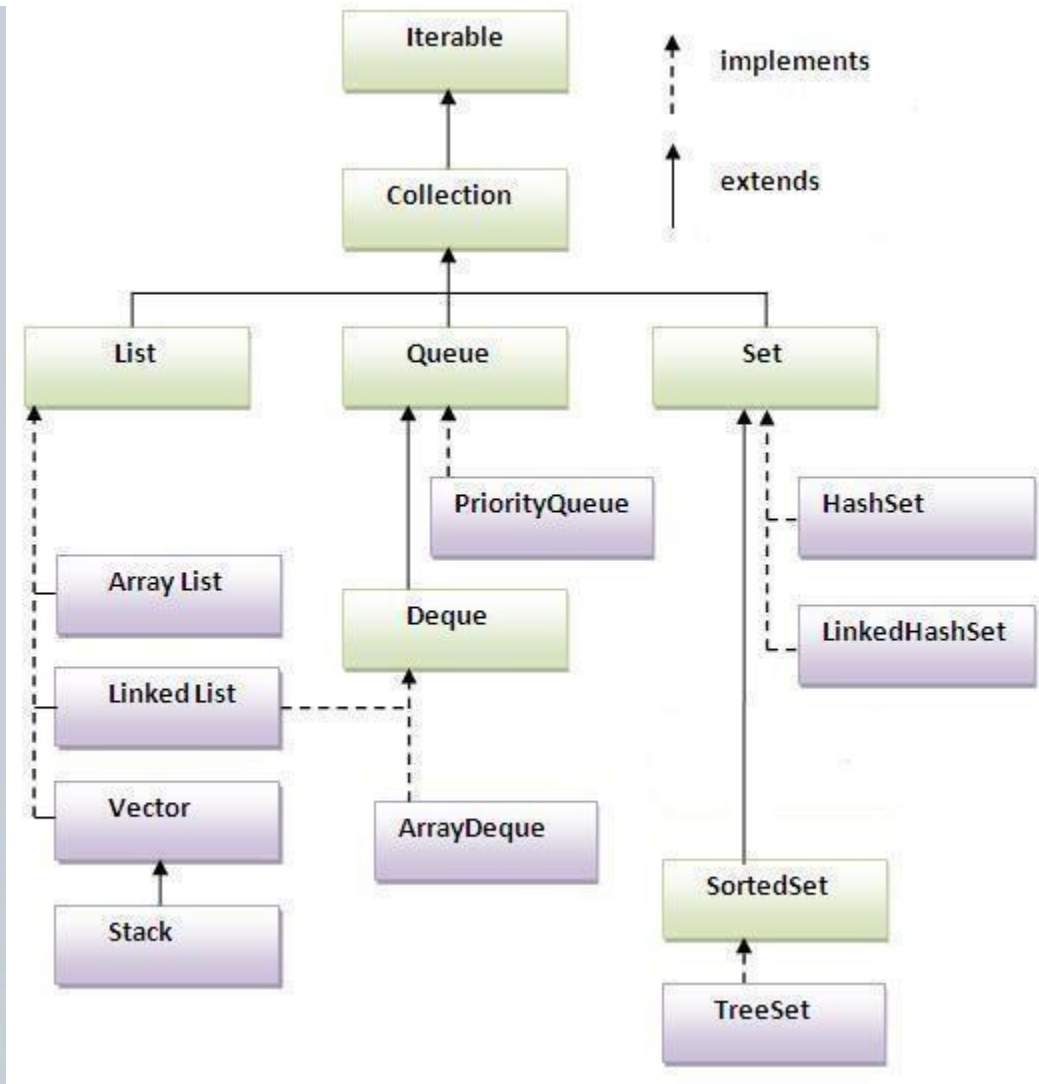 Iterable
implements
Collection
extends
List
Queue
Set
PriorityQueue
HashSet
Array List
Deque
LinkedHashSet
Linked List
Vector
ArrayDeque
SortedSet
Stack
TreeSet